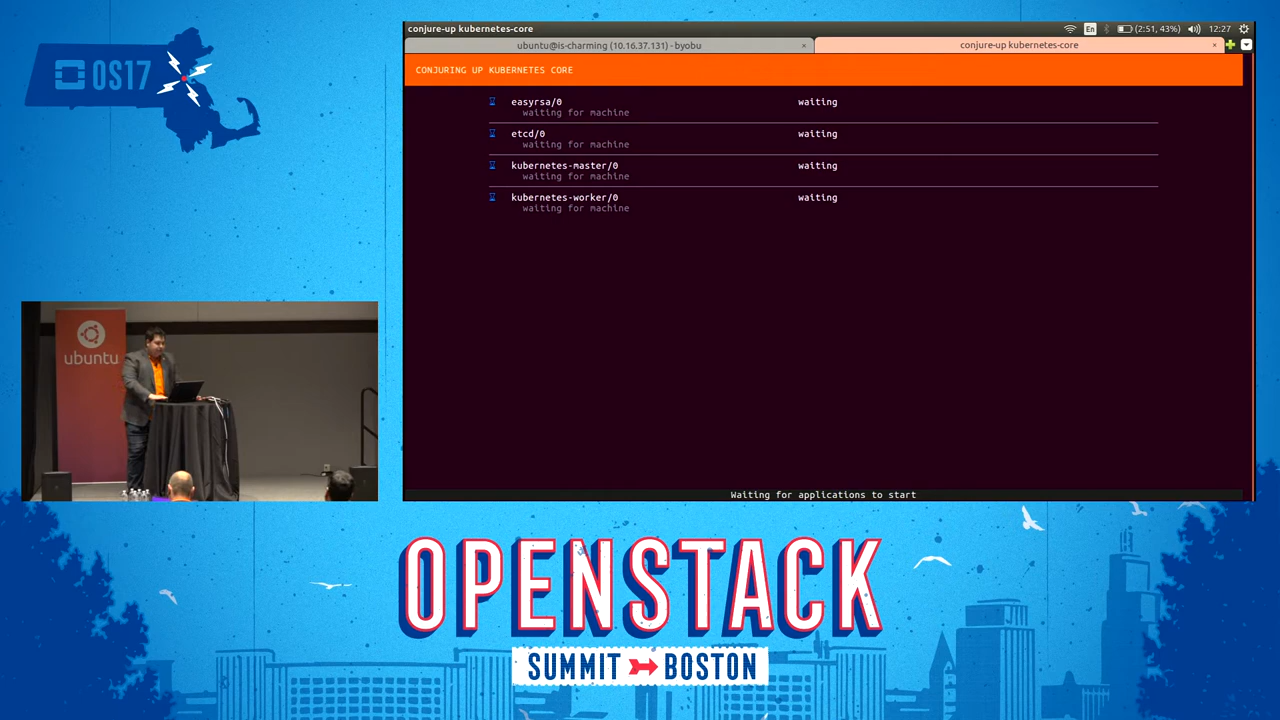 OS17
conjure-up kubernetes-core
En
(2:51, 43%)
12:27
ubuntu@is-charming (10.16.37.131) - byobu
×
conjure-up kubernetes-core
×
CONJURING UP KUBERNETES CORE
easyrsa/0
waiting
waiting for machine
etcd/0
waiting
waiting for machine
kubernetes-master/0
waiting
waiting for machine
kubernetes-worker/0
waiting
waiting for machine
Waiting for applications to start
ubuntu
OPENSTACK
SUMMIT BOSTON